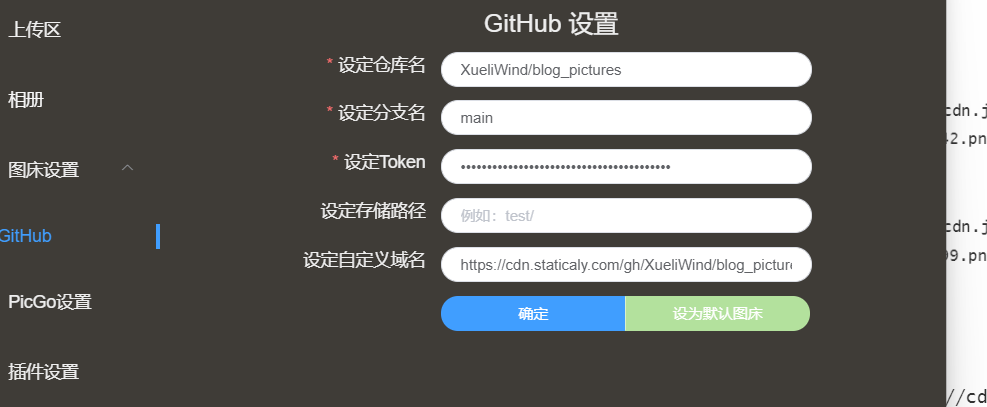 GitHub 设置
上传区
相册
图床设置
GitHub
PicGo设置
插件设置
* 设定仓库名 XueliWind/blog_pictures
* 设定分支名 main
* 设定Token ••••••••••••••••••••••••••••••••••••••••
设定存储路径 例如：test/
设定自定义域名 https://cdn.staticaly.com/gh/XueliWind/blog_picture
确定 设为默认图床
cdn.j
42.pn
cdn.j
99.pn
//cd